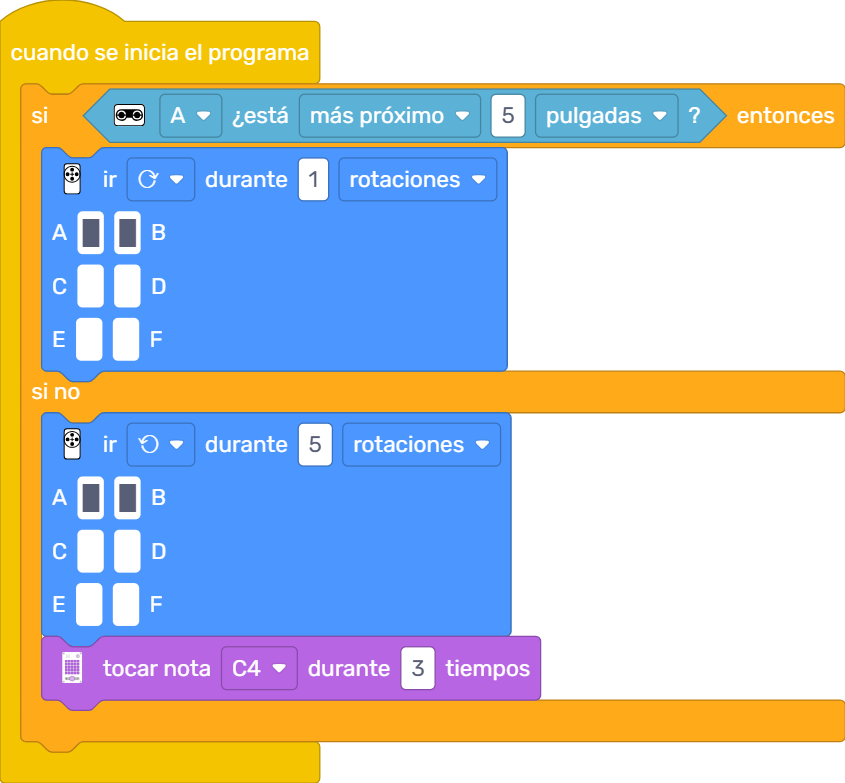 cuando se inicia el programa
si A ¿está más próximo 5 pulgadas ? entonces
ir durante 1 rotaciones
A B
C D
E F
si no
ir durante 5 rotaciones
A B
C D
E F
tocar nota C4 durante 3 tiempos